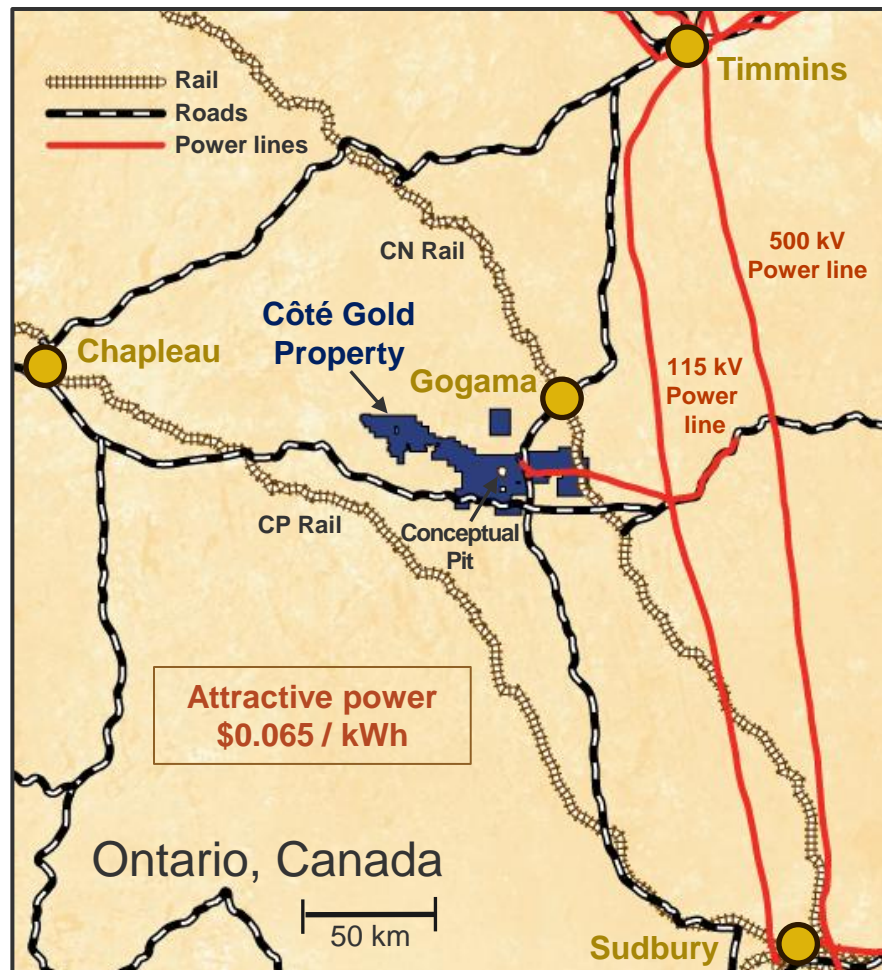 Timmins
Rail
Roads
Power lines
CN Rail
500 kV
Power line
Côté Gold
Property
Chapleau
Gogama
115 kV
Power
line
CP Rail
Conceptual
Pit
Attractive power
$0.065 / kWh
Ontario, Canada
50 km
Sudbury